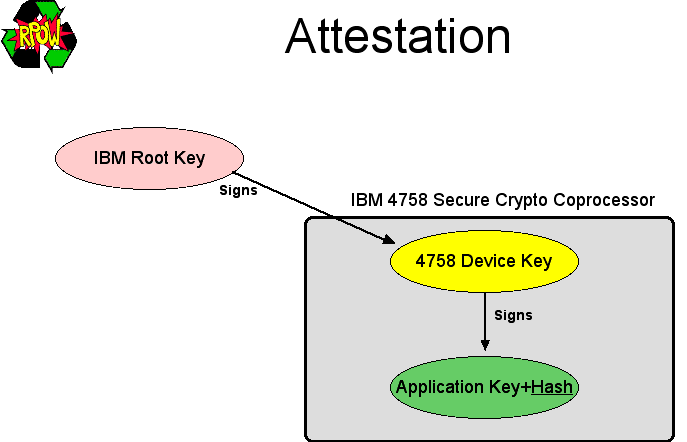 RPOW
Attestation
IBM Root Key
Signs
IBM 4758 Secure Crypto Coprocessor
4758 Device Key
Signs
Application Key+Hash